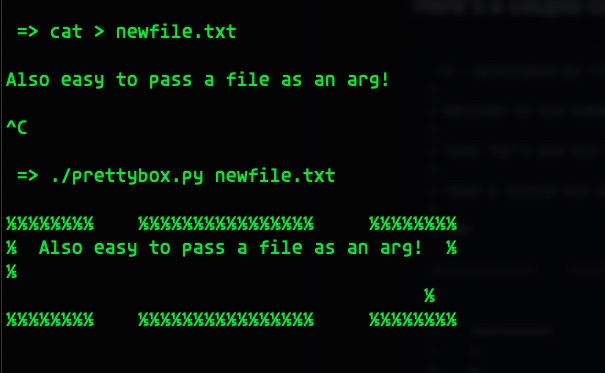 => cat > newfile.txt
Also easy to pass a file as an arg!
^C
=> ./prettybox.py newfile.txt
%%%%%%%%    %%%%%%%%%%%%%%%%     %%%%%%%%
%  Also easy to pass a file as an arg!  %
%
                                      %
%%%%%%%%    %%%%%%%%%%%%%%%%     %%%%%%%%